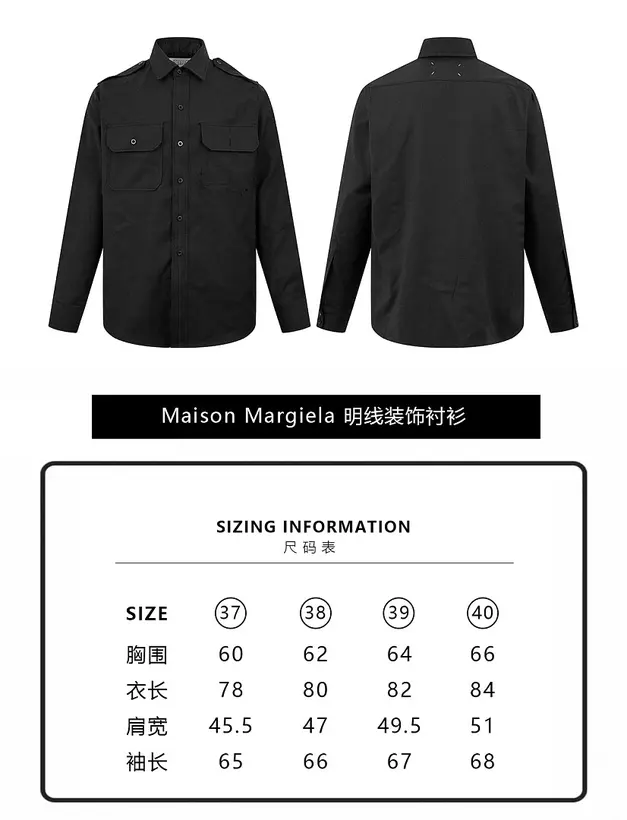 Maison Margiela 明线装饰衬衫
SIZING INFORMATION
尺码表
SIZE 37 38 39 40
胸围 60 62 64 66
衣长 78 80 82 84
肩宽 45.5 47 49.5 51
袖长 65 66 67 68